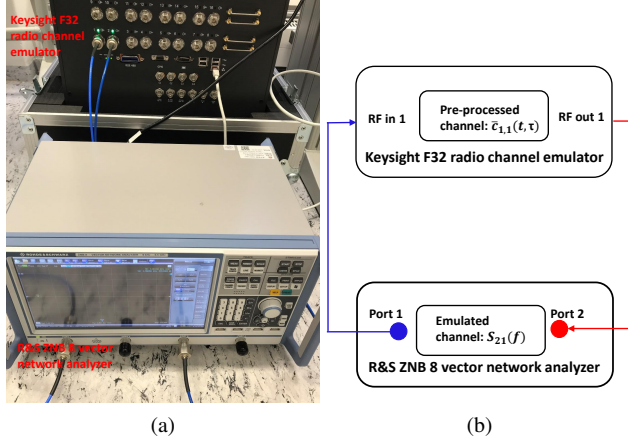 Keysight F32
radio channel
emulator
ROHDE&SCHWARZ
R&S ZNB 8 vector
network analyzer
(a)
RF in 1
Pre-processed
channel: c̅₁,₁(t, τ)
RF out 1
Keysight F32 radio channel emulator
Port 1
Emulated
channel: S₂₁(f)
Port 2
R&S ZNB 8 vector network analyzer
(b)